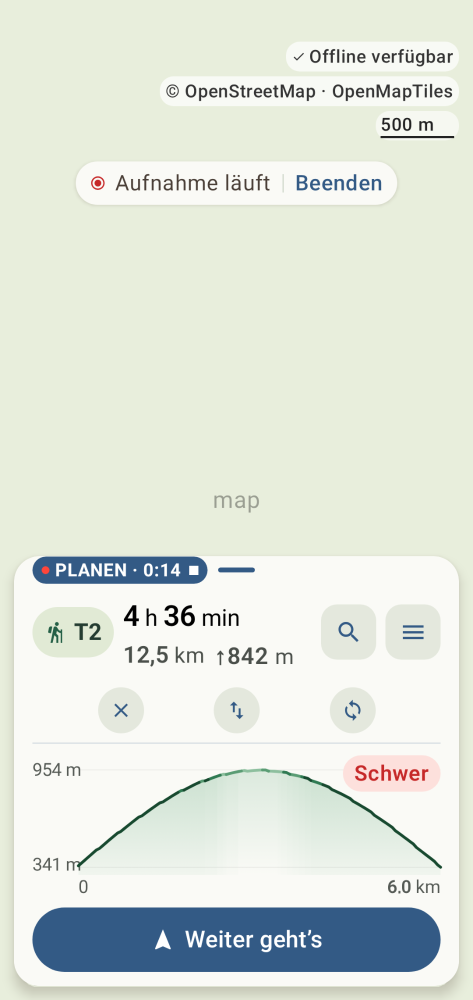 Offline verfügbar
© OpenStreetMap · OpenMapTiles
500 m
Aufnahme läuft | Beenden
map
PLANEN · 0:14
T2
4 h 36 min
12,5 km ↑842 m
954 m
Schwer
341 m
0
6.0 km
Weiter geht’s